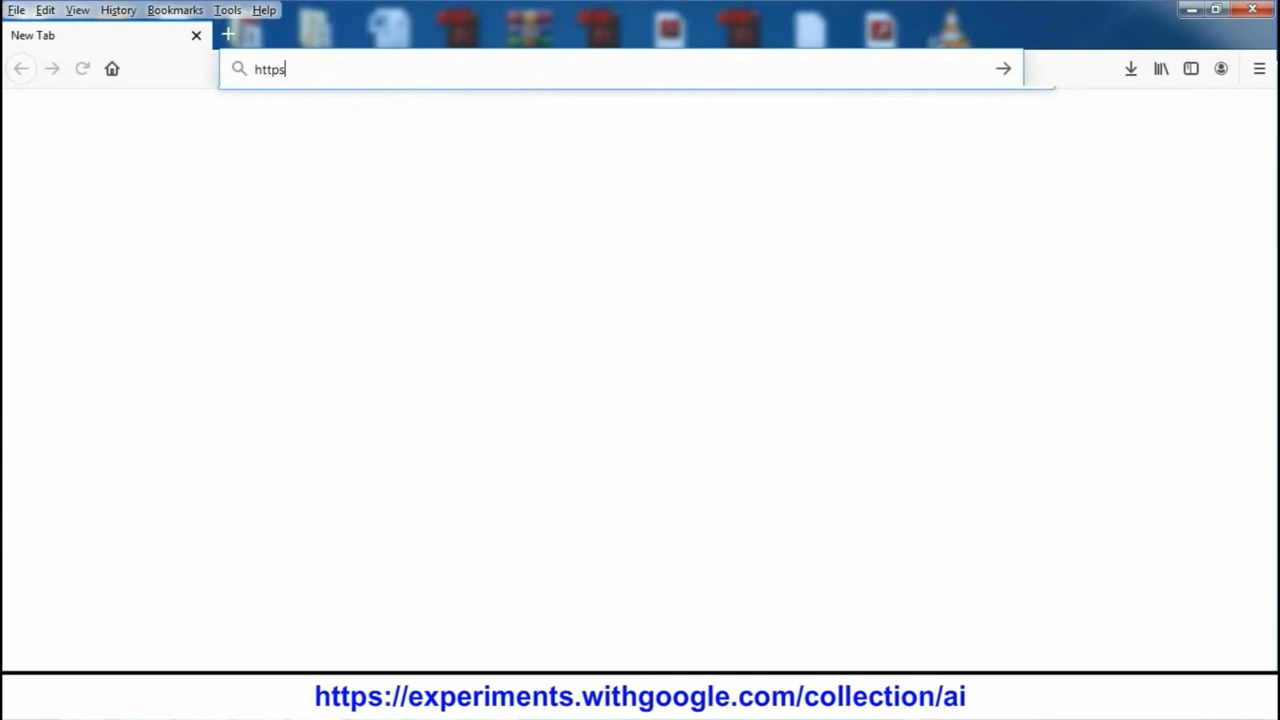 File Edit View History Bookmarks Tools Help
New Tab
https
https://experiments.withgoogle.com/collection/ai